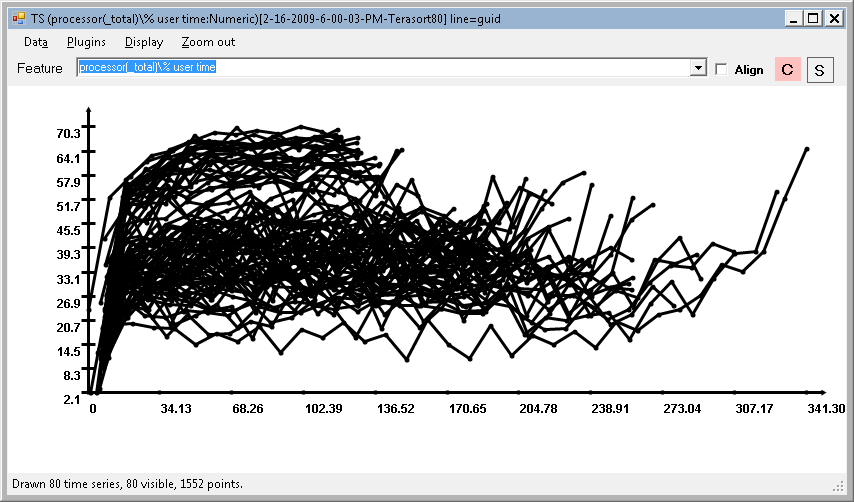 TS (processor(_total)\% user time:Numeric)[2-16-2009-6-00-03-PM-Terasort80] line=guid
Data Plugins Display Zoom out
Feature processor(_total)\% user time Align C S
70.3
64.1
57.9
51.7
45.5
39.3
33.1
26.9
20.7
14.5
8.3
2.1
0 34.13 68.26 102.39 136.52 170.65 204.78 238.91 273.04 307.17 341.30
Drawn 80 time series, 80 visible, 1552 points.